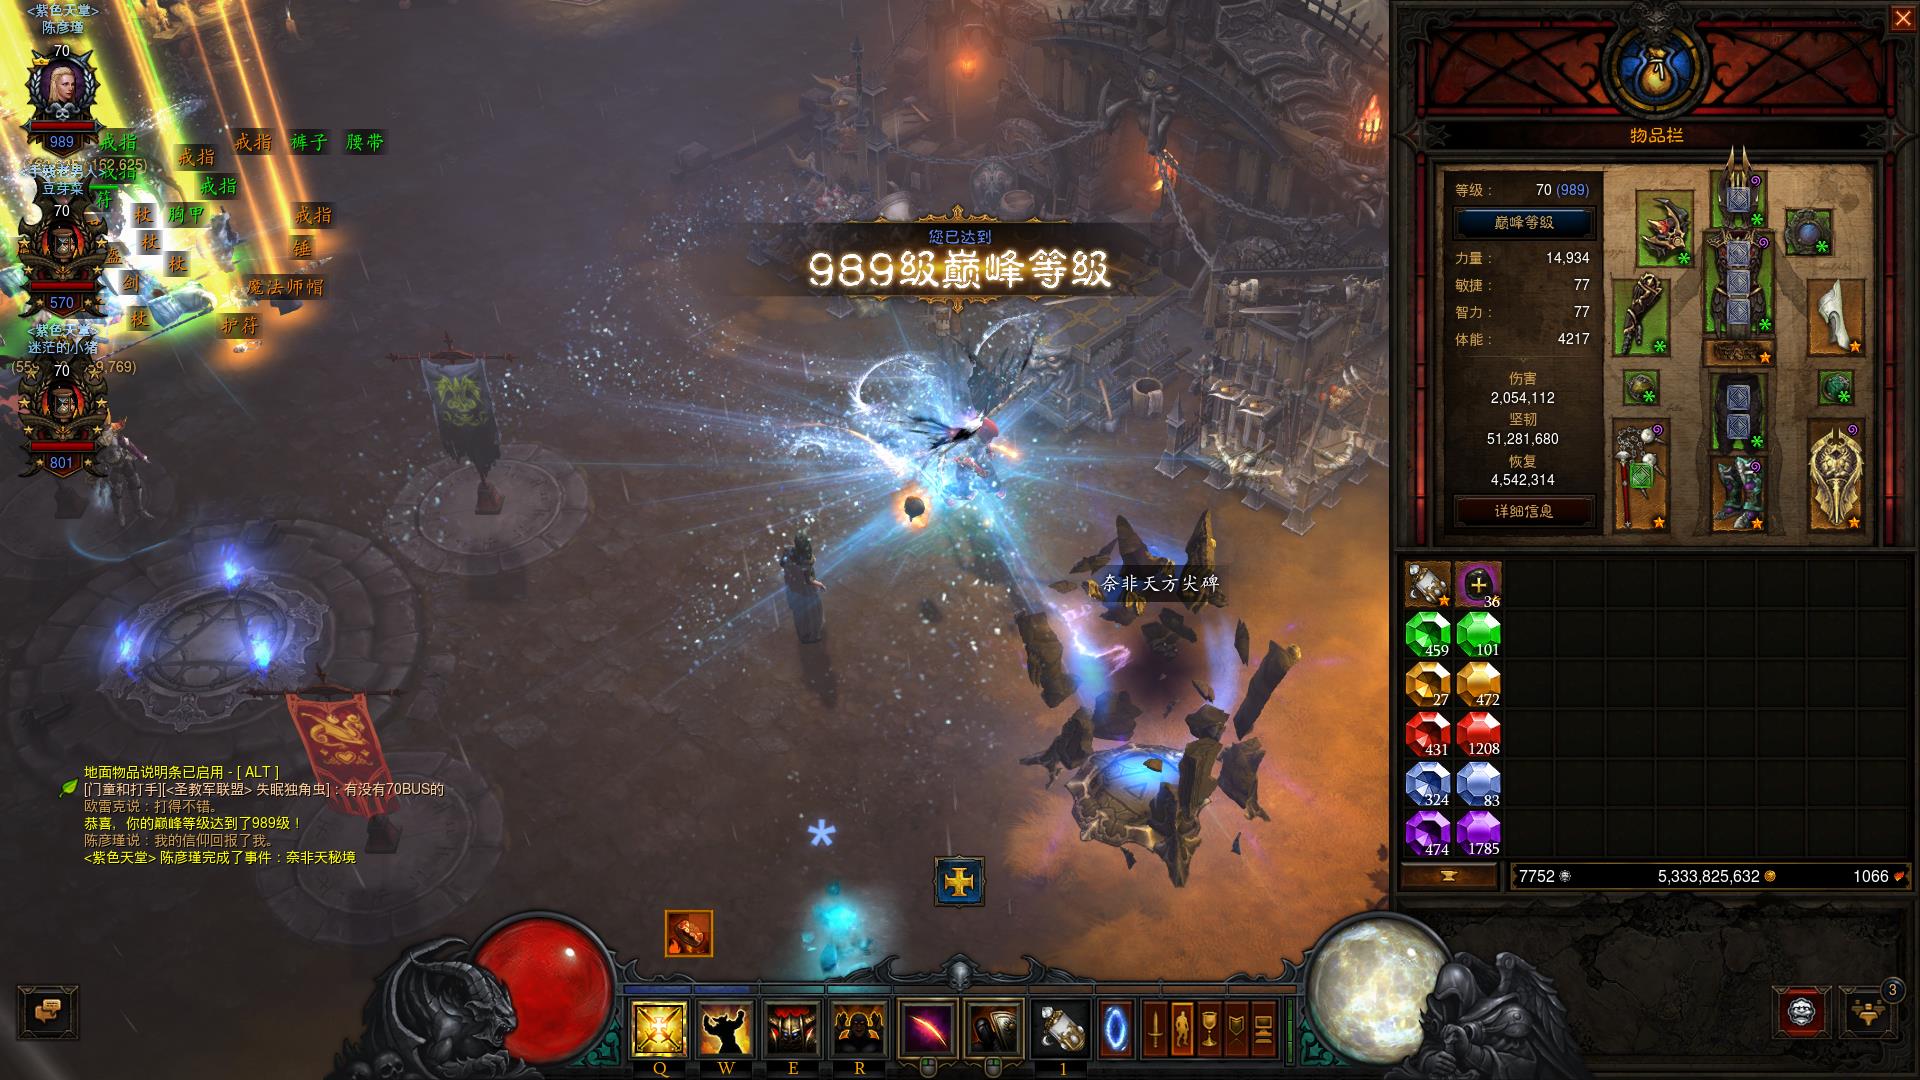 <紫色天堂>
陈彦瑾
70
989
戒指
戒指
戒指
裤子
腰带
戒指
戒指
符
杖
胸甲
戒指
杖
盔
杖
锤
剑
魔法师帽
杖
护符
<手残老男人>
豆芽菜
70
570
<紫色天堂>
迷茫的小猪
70
801
您已达到
989级巅峰等级
奈非天方尖碑
地面物品说明条已启用 - [ ALT ]
[门童和打手][<圣教军联盟> 失眠独角虫]：有没有70BUS的
欧雷克说：打得不错。
恭喜，你的巅峰等级达到了989级！
陈彦瑾说：我的信仰回报了我。
<紫色天堂> 陈彦瑾完成了事件：奈非天秘境
Q
W
E
R
1
物品栏
等级： 70 (989)
巅峰等级
力量： 14,934
敏捷： 77
智力： 77
体能： 4217
伤害
2,054,112
坚韧
51,281,680
恢复
4,542,314
详细信息
36
459 101
27 472
431 1208
324 83
474 1785
7752 5,333,825,632 1066
3